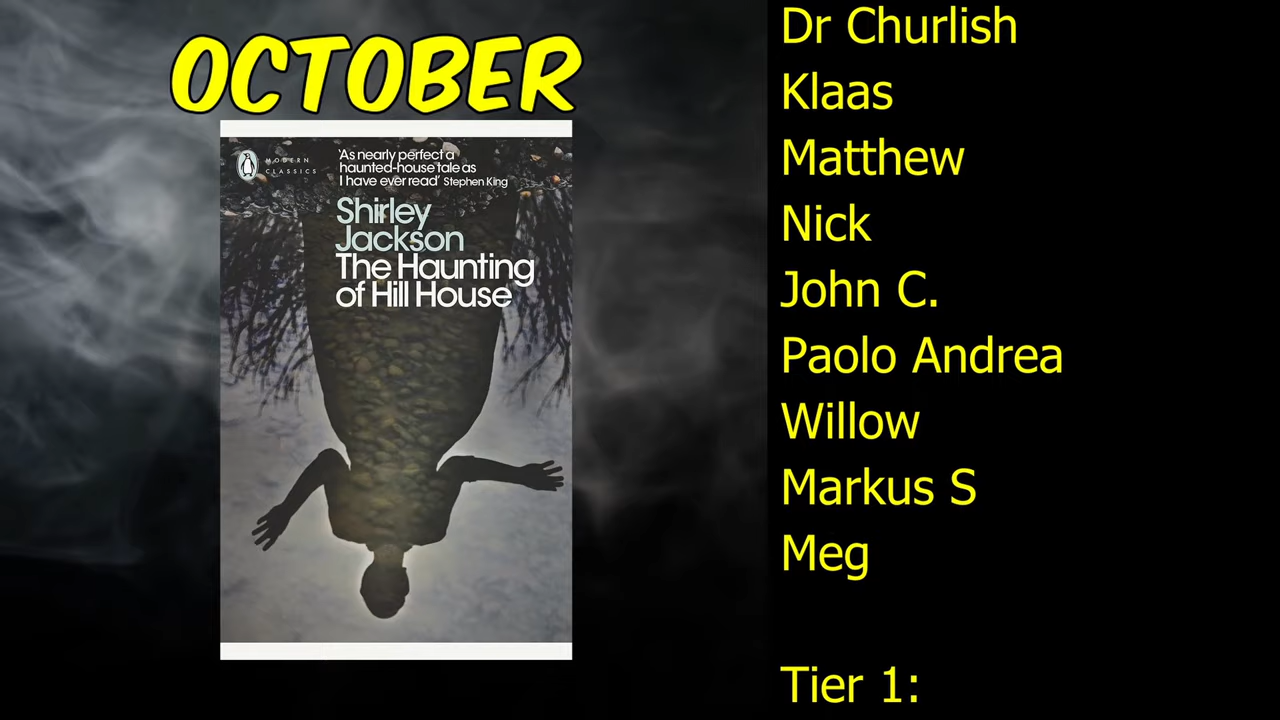 OCTOBER
MODERN
CLASSICS
'As nearly perfect a
haunted-house tale as
I have ever read' Stephen King
Shirley
Jackson
The Haunting
of Hill House
Dr Churlish
Klaas
Matthew
Nick
John C.
Paolo Andrea
Willow
Markus S
Meg
Tier 1: